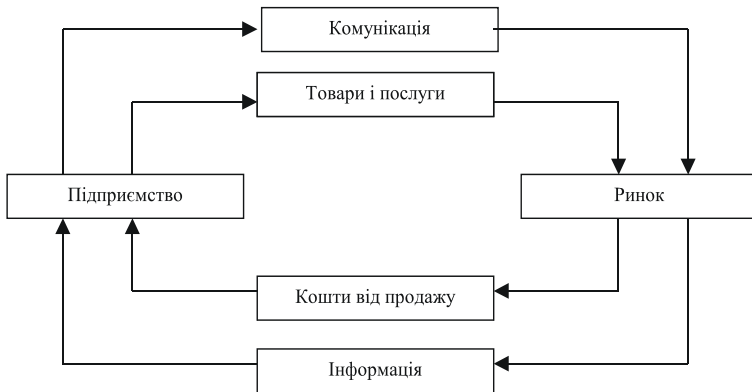 Комунікація
Товари і послуги
Підприємство
Ринок
Кошти від продажу
Інформація